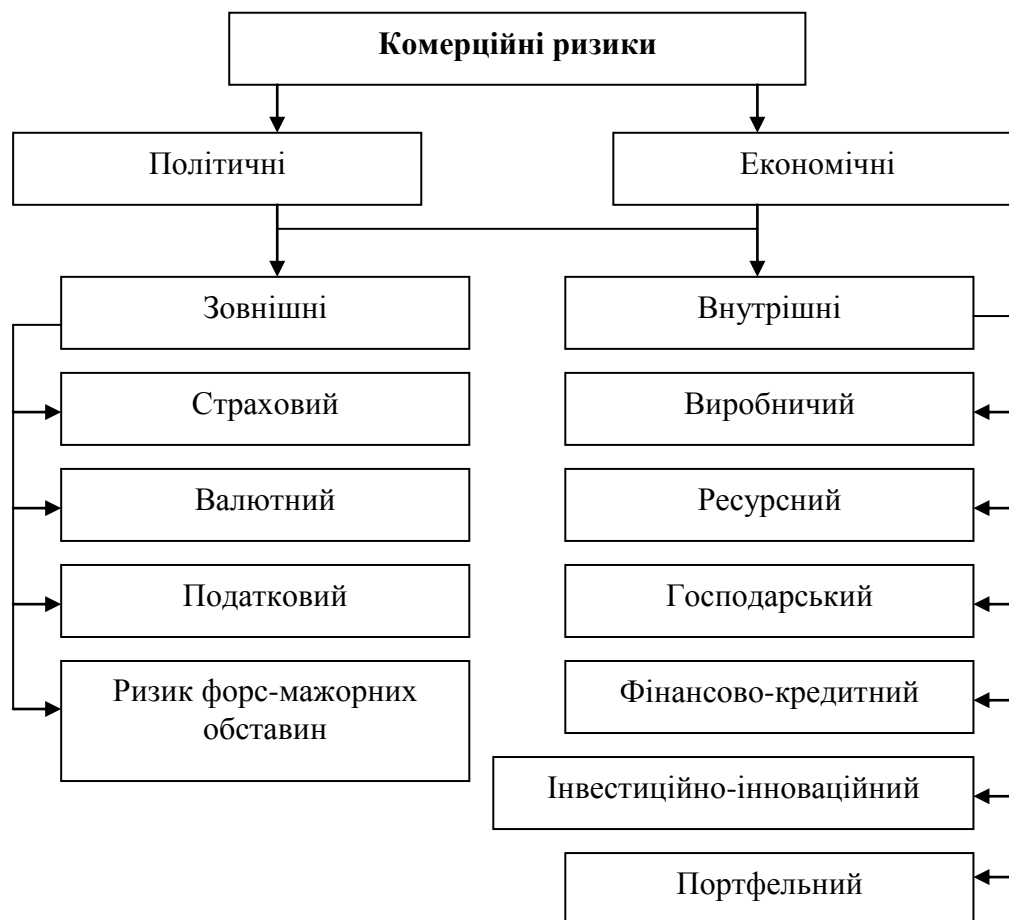 Комерційні ризики
Політичні
Економічні
Зовнішні
Внутрішні
Страховий
Виробничий
Валютний
Ресурсний
Податковий
Господарський
Ризик форс-мажорних
обставин
Фінансово-кредитний
Інвестиційно-інноваційний
Портфельний